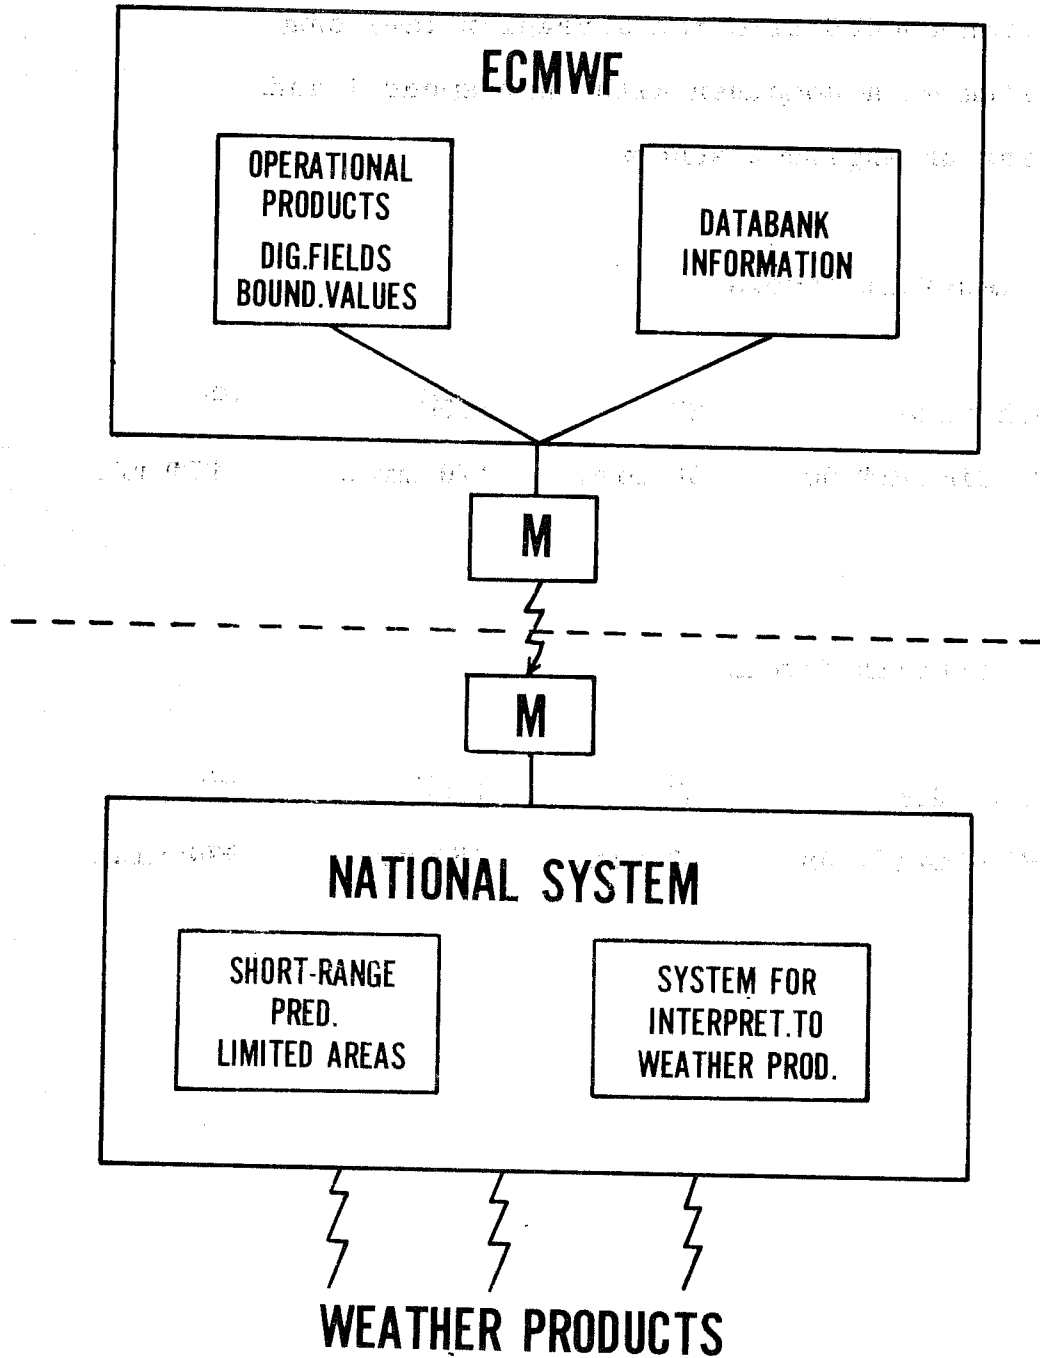 ECMWF
OPERATIONAL
PRODUCTS
DIG.FIELDS
BOUND.VALUES
DATABANK
INFORMATION
M
M
NATIONAL SYSTEM
SHORT-RANGE
PRED.
LIMITED AREAS
SYSTEM FOR
INTERPRET.TO
WEATHER PROD.
WEATHER PRODUCTS